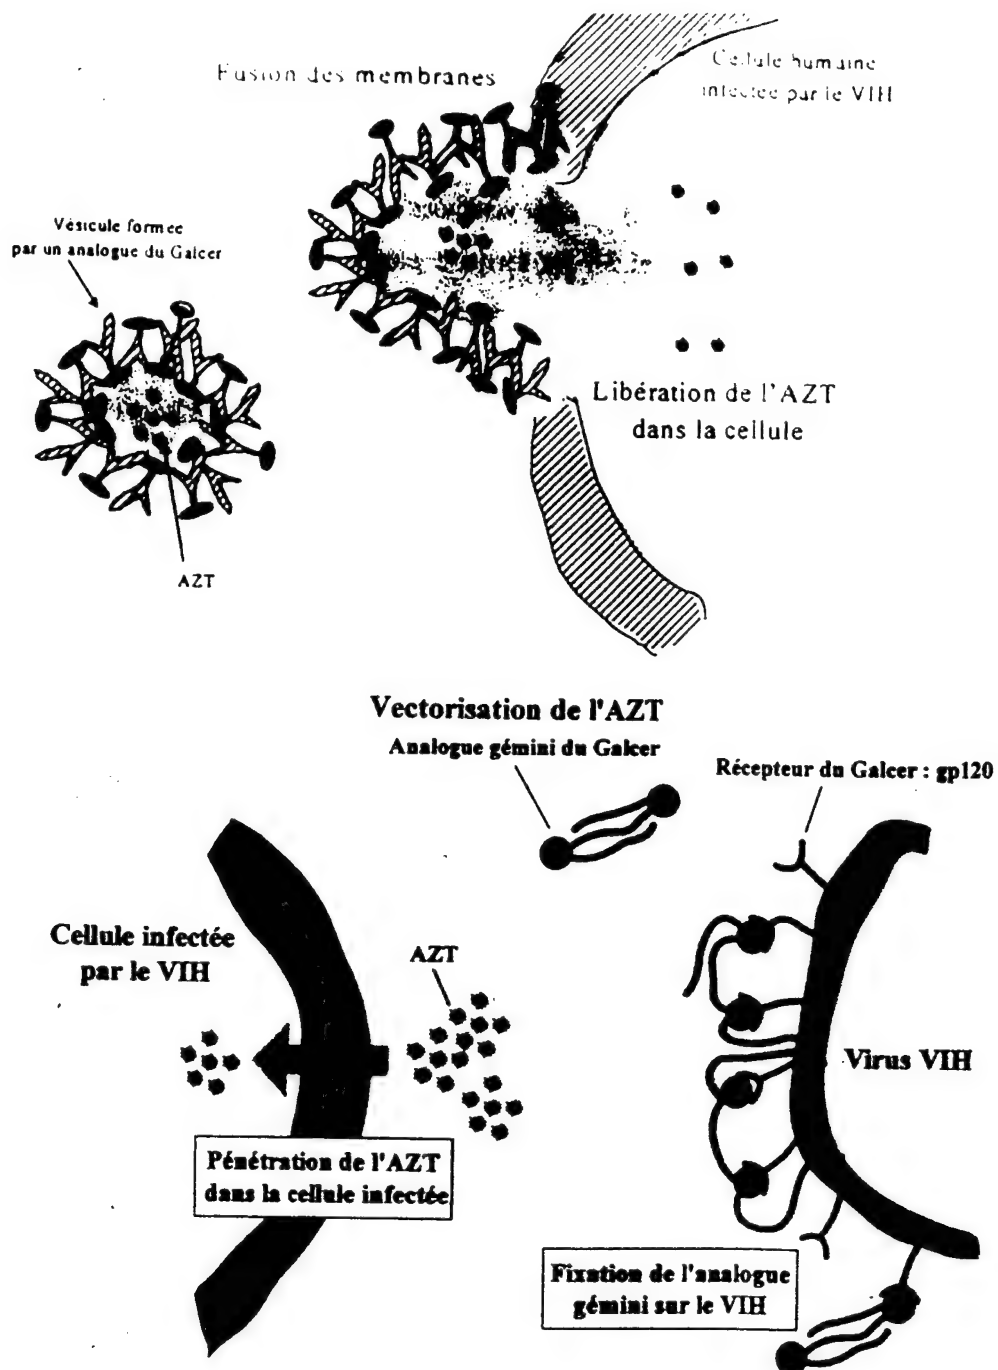 Fusion des membranes
Cellule humaine
infectée par le VIH
Vésicule formee
par un analogue du Galcer
Libération de l'AZT
dans la cellule
AZT
Vectorisation de l'AZT
Analogue gémini du Galcer
Récepteur du Galcer : gp120
Cellule infectée
par le VIH
AZT
Virus VIH
Pénétration de l'AZT
dans la cellule infectée
Fixation de l'analogue
gémini sur le VIH